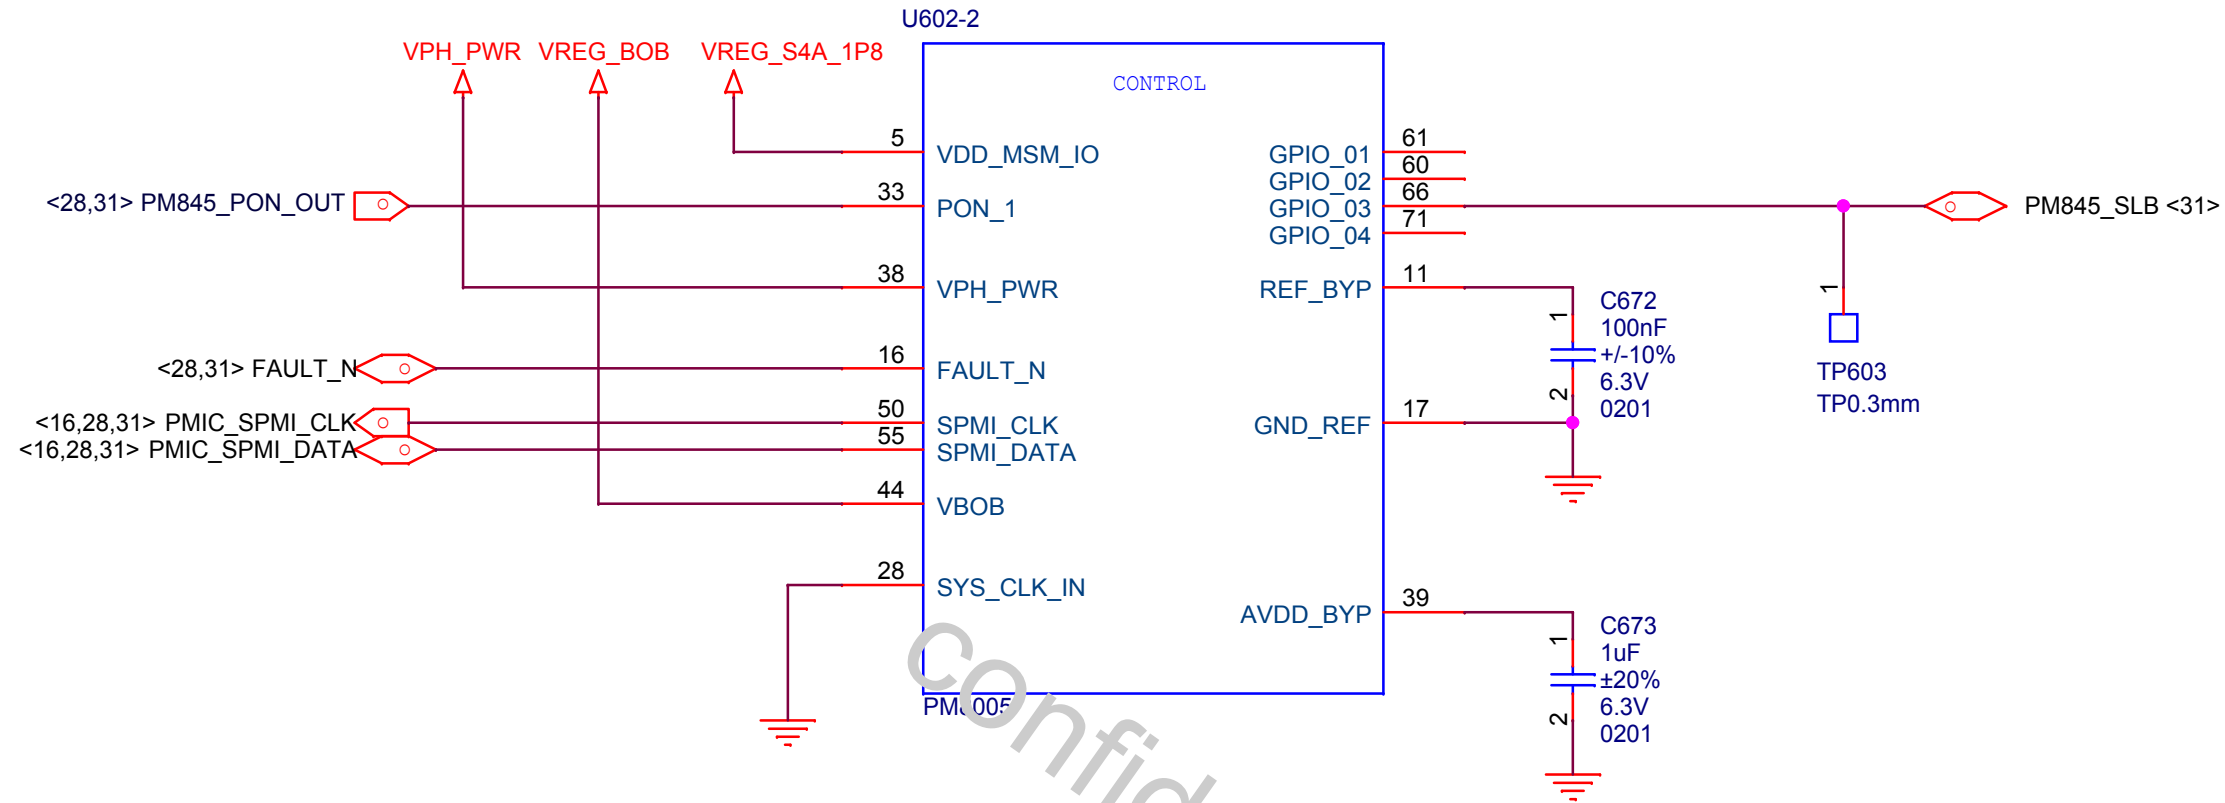 U602-2
VPH_PWR VREG_BOB VREG_S4A_1P8
CONTROL
5 VDD_MSM_IO
<28,31> PM845_PON_OUT 33 PON_1
38 VPH_PWR
<28,31> FAULT_N 16 FAULT_N
<16,28,31> PMIC_SPMI_CLK 50 SPMI_CLK
<16,28,31> PMIC_SPMI_DATA 55 SPMI_DATA
44 VBOB
28 SYS_CLK_IN
GPIO_01 61
GPIO_02 60
GPIO_03 66 PM845_SLB <31>
GPIO_04 71
REF_BYP 11
GND_REF 17
AVDD_BYP 39
1
C672
100nF
+/-10%
6.3V
0201
2
1
TP603
TP0.3mm
1
C673
1uF
±20%
6.3V
0201
2
PM8005
confid